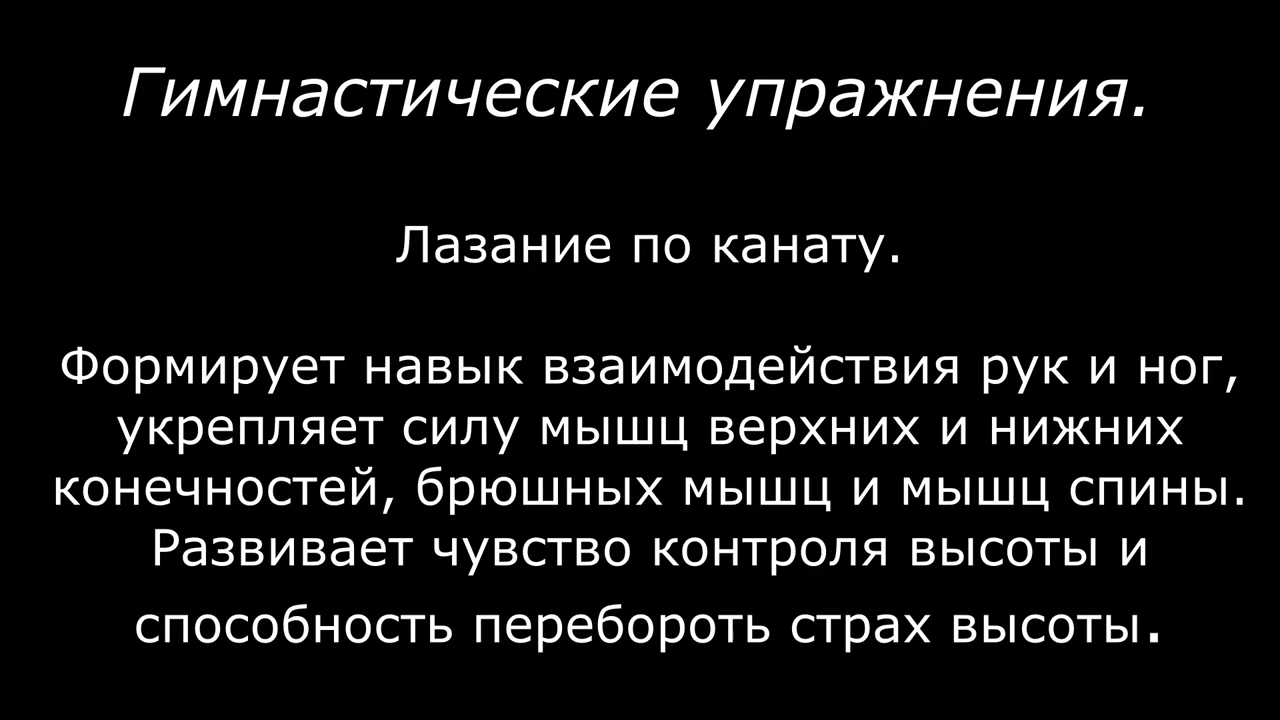 Гимнастические упражнения.
Лазание по канату.
Формирует навык взаимодействия рук и ног,
укрепляет силу мышц верхних и нижних
конечностей, брюшных мышц и мышц спины.
Развивает чувство контроля высоты и
способность перебороть страх высоты.